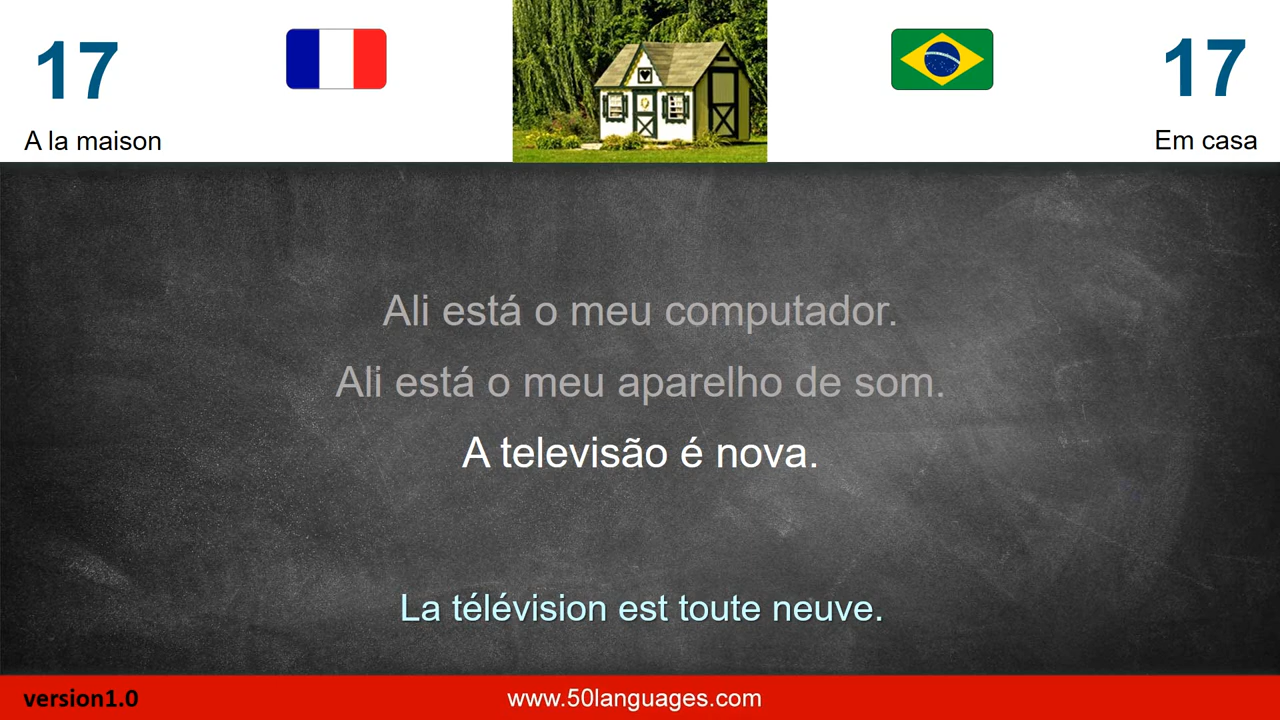 17
17
A la maison
Em casa
Ali está o meu computador.
Ali está o meu aparelho de som.
A televisão é nova.
La télévision est toute neuve.
version1.0
www.50languages.com